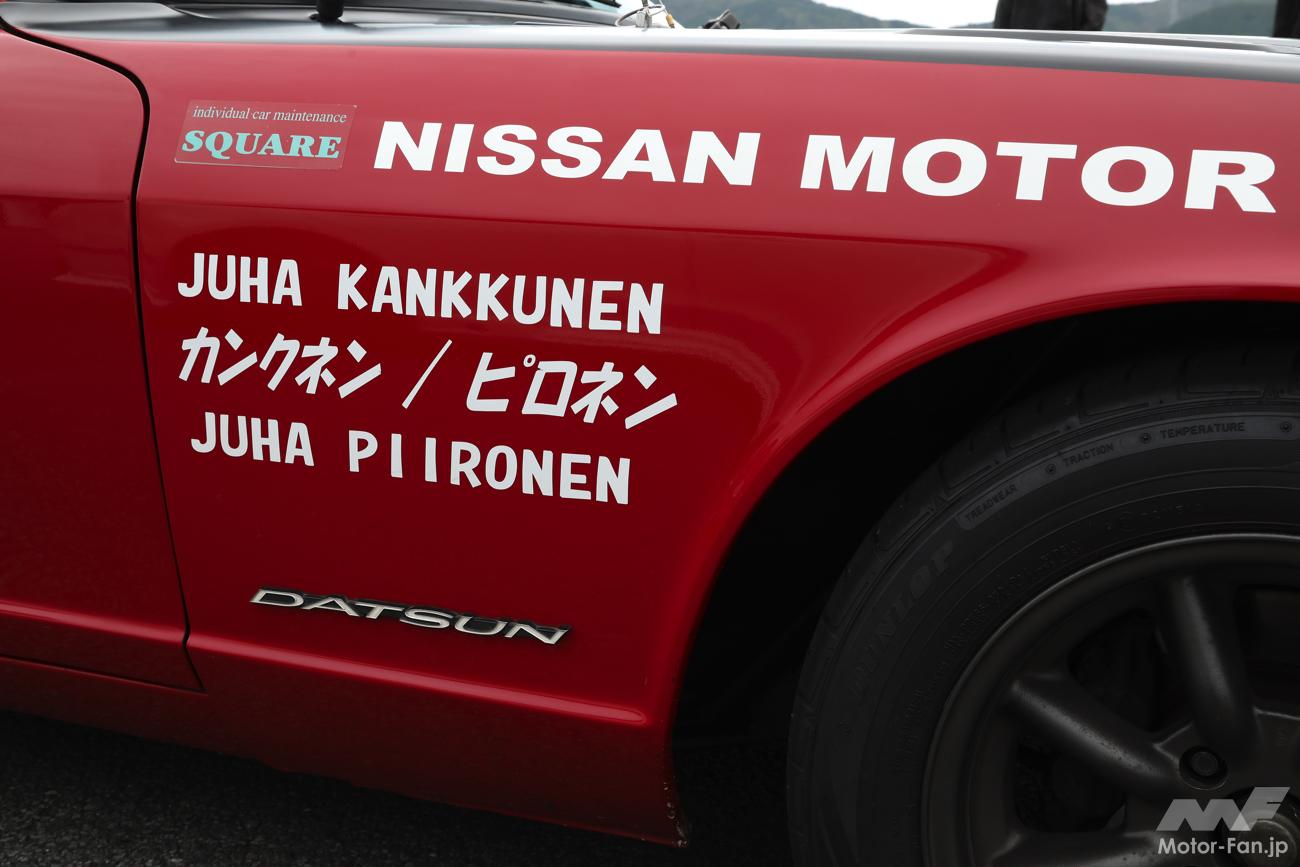 individual car maintenance
SQUARE
NISSAN MOTOR
JUHA KANKKUNEN
カンクネン / ピロネン
JUHA PIIRONEN
DATSUN
TREADWEAR TRACTION TEMPERATURE
DUNLOP
MF
Motor-Fan.jp